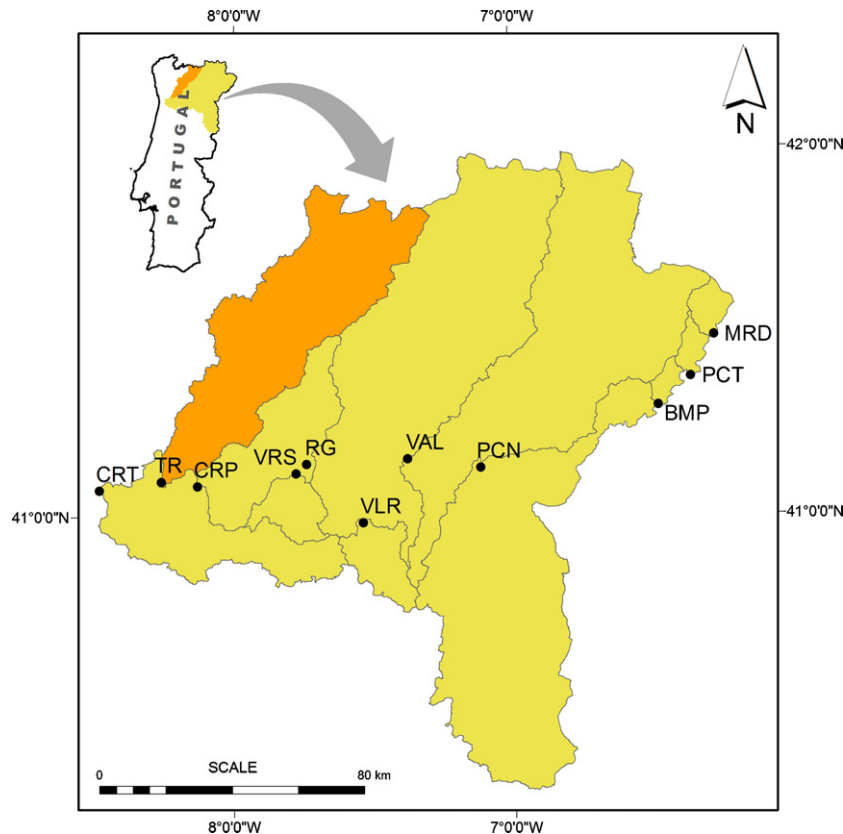 8°0'0"W
7°0'0"W
PORTUGAL
N
42°0'0"N
MRD
PCT
BMP
RG
VAL
PCN
VRS
TR
CRP
CRT
VLR
41°0'0"N
41°0'0"N
SCALE
0
80 km
8°0'0"W
7°0'0"W